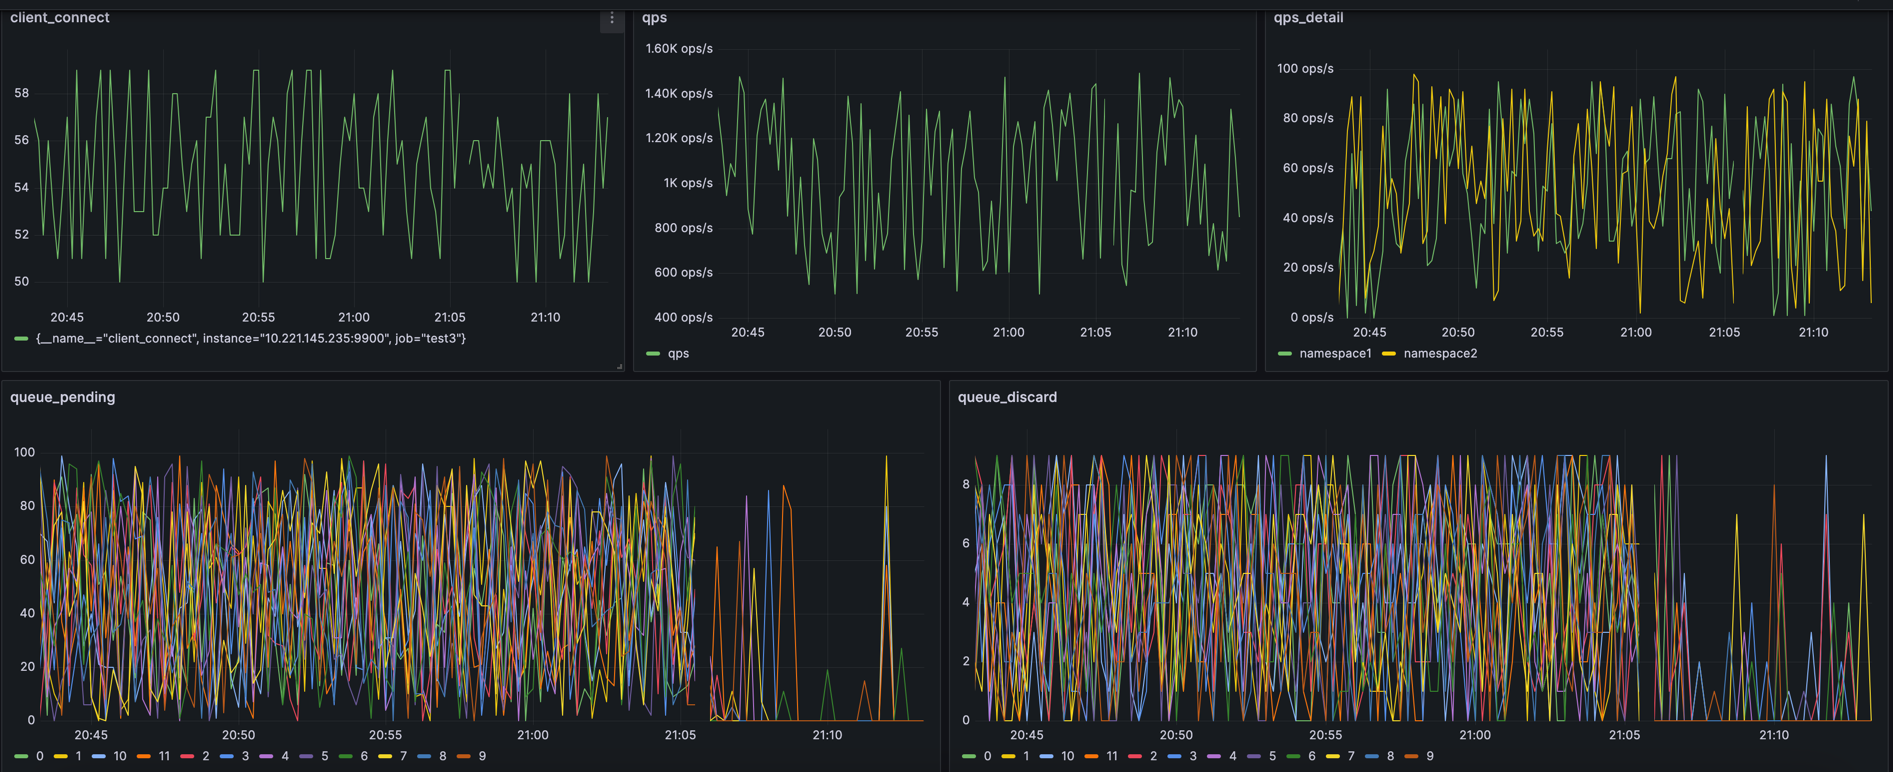 client_connect
58
56
54
52
50
20:45 20:50 20:55 21:00 21:05 21:10
{__name__="client_connect", instance="10.221.145.235:9900", job="test3"}
qps
1.60K ops/s
1.40K ops/s
1.20K ops/s
1K ops/s
800 ops/s
600 ops/s
400 ops/s
20:45 20:50 20:55 21:00 21:05 21:10
qps
qps_detail
100 ops/s
80 ops/s
60 ops/s
40 ops/s
20 ops/s
0 ops/s
20:45 20:50 20:55 21:00 21:05 21:10
namespace1 namespace2
queue_pending
100
80
60
40
20
0
20:45 20:50 20:55 21:00 21:05 21:10
0 1 10 11 2 3 4 5 6 7 8 9
queue_discard
8
6
4
2
0
20:45 20:50 20:55 21:00 21:05 21:10
0 1 10 11 2 3 4 5 6 7 8 9